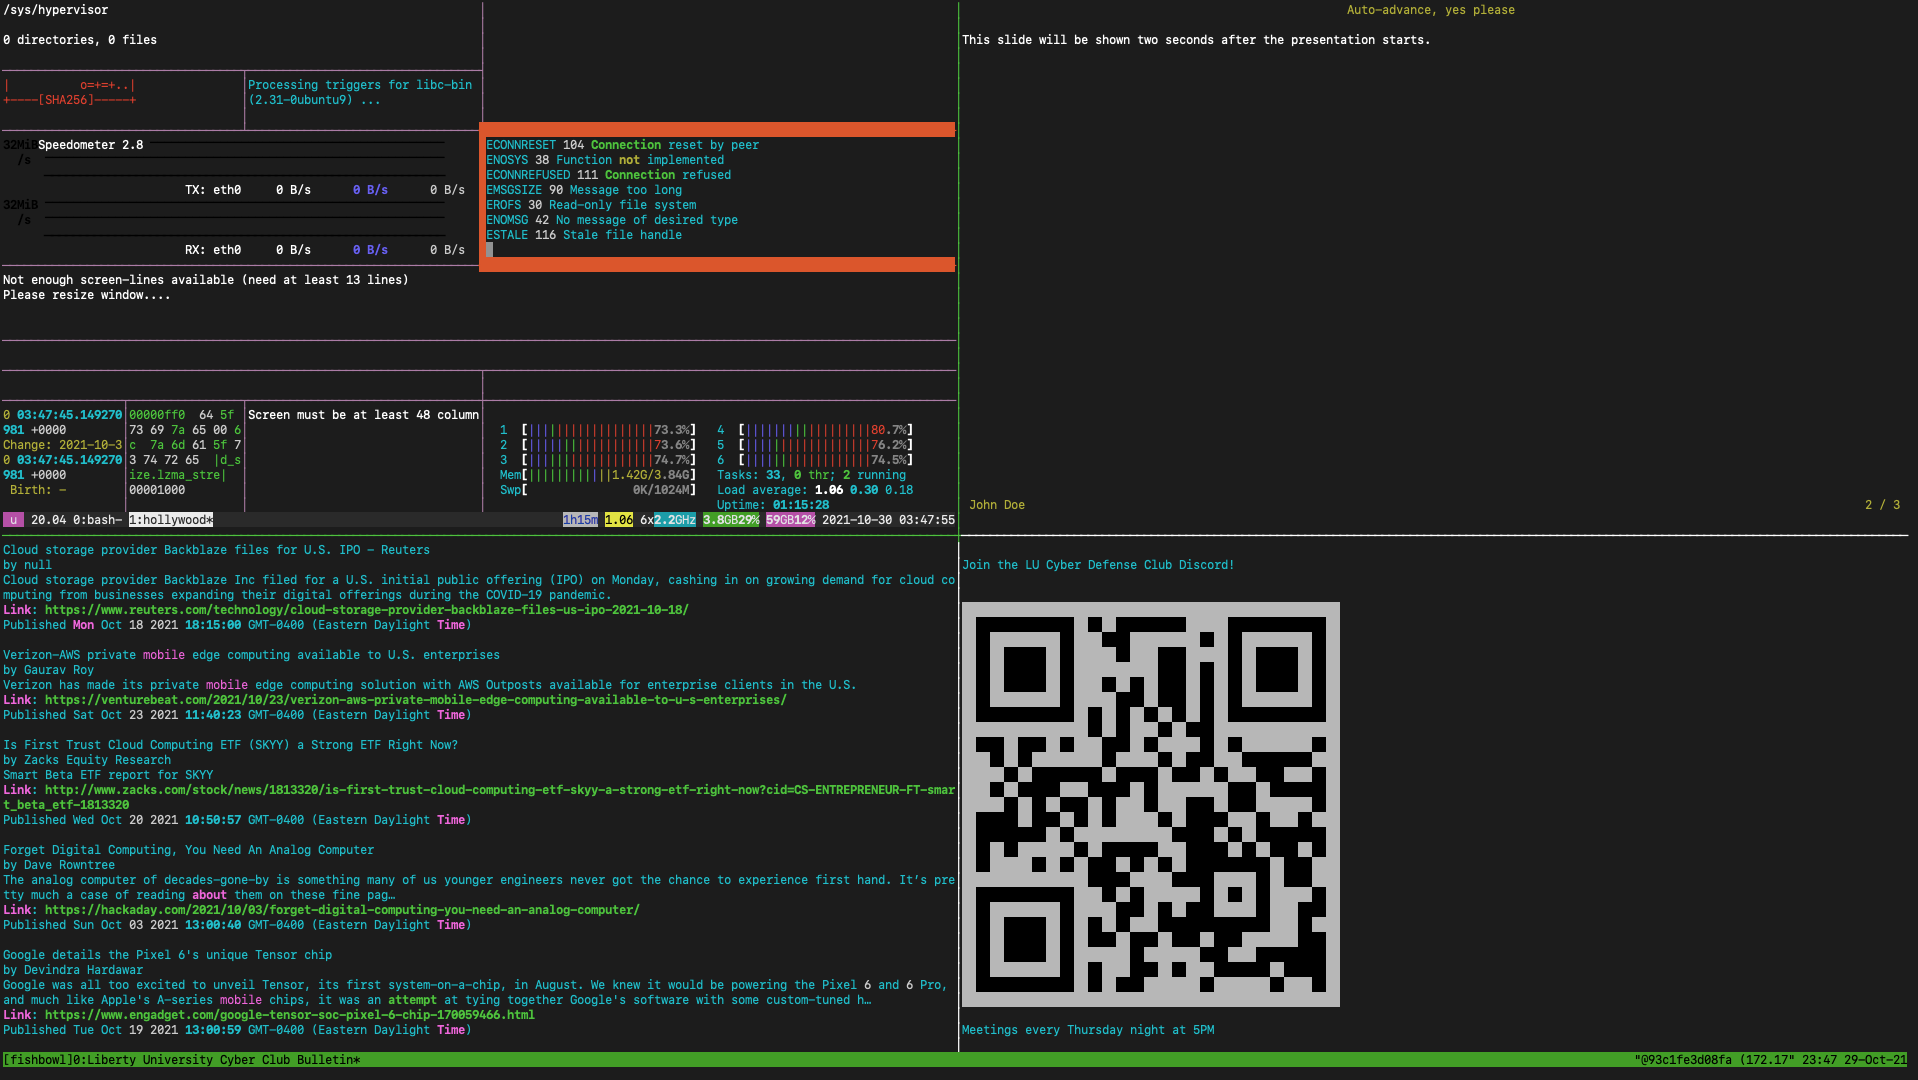 /sys/hypervisor
0 directories, 0 files
|          o=+=+..|
+----[SHA256]-----+
Processing triggers for libc-bin
(2.31-0ubuntu9) ...
32MiB Speedometer 2.8
/s
TX: eth0     0 B/s      0 B/s      0 B/s
32MiB
/s
RX: eth0     0 B/s      0 B/s      0 B/s
ECONNRESET 104 Connection reset by peer
ENOSYS 38 Function not implemented
ECONNREFUSED 111 Connection refused
EMSGSIZE 90 Message too long
EROFS 30 Read-only file system
ENOMSG 42 No message of desired type
ESTALE 116 Stale file handle
Not enough screen-lines available (need at least 13 lines)
Please resize window....
0 03:47:45.149270
981 +0000
Change: 2021-10-3
0 03:47:45.149270
981 +0000
Birth: -
00000ff0  64 5f
73 69 7a 65 00 6
c  7a 6d 61 5f 7
3 74 72 65  |d_s
ize.lzma_stre|
00001000
Screen must be at least 48 column
1  [||||||||||||||||||73.3%]
2  [||||||||||||||||||73.6%]
3  [||||||||||||||||||74.7%]
Mem[||||||||||||1.42G/3.84G]
Swp[               0K/1024M]
4  [||||||||||||||||||80.7%]
5  [||||||||||||||||||76.2%]
6  [||||||||||||||||||74.5%]
Tasks: 33, 0 thr; 2 running
Load average: 1.06 0.30 0.18
Uptime: 01:15:28
u  20.04 0:bash- 1:hollywood*
1h15m 1.06 6x2.2GHz 3.8GB29% 59GB12% 2021-10-30 03:47:55
Auto-advance, yes please
This slide will be shown two seconds after the presentation starts.
John Doe
2 / 3
Cloud storage provider Backblaze files for U.S. IPO - Reuters
by null
Cloud storage provider Backblaze Inc filed for a U.S. initial public offering (IPO) on Monday, cashing in on growing demand for cloud co
mputing from businesses expanding their digital offerings during the COVID-19 pandemic.
Link: https://www.reuters.com/technology/cloud-storage-provider-backblaze-files-us-ipo-2021-10-18/
Published Mon Oct 18 2021 18:15:00 GMT-0400 (Eastern Daylight Time)
Verizon-AWS private mobile edge computing available to U.S. enterprises
by Gaurav Roy
Verizon has made its private mobile edge computing solution with AWS Outposts available for enterprise clients in the U.S.
Link: https://venturebeat.com/2021/10/23/verizon-aws-private-mobile-edge-computing-available-to-u-s-enterprises/
Published Sat Oct 23 2021 11:40:23 GMT-0400 (Eastern Daylight Time)
Is First Trust Cloud Computing ETF (SKYY) a Strong ETF Right Now?
by Zacks Equity Research
Smart Beta ETF report for SKYY
Link: http://www.zacks.com/stock/news/1813320/is-first-trust-cloud-computing-etf-skyy-a-strong-etf-right-now?cid=CS-ENTREPRENEUR-FT-smar
t_beta_etf-1813320
Published Wed Oct 20 2021 10:50:57 GMT-0400 (Eastern Daylight Time)
Forget Digital Computing, You Need An Analog Computer
by Dave Rowntree
The analog computer of decades-gone-by is something many of us younger engineers never got the chance to experience first hand. It’s pre
tty much a case of reading about them on these fine pag…
Link: https://hackaday.com/2021/10/03/forget-digital-computing-you-need-an-analog-computer/
Published Sun Oct 03 2021 13:00:40 GMT-0400 (Eastern Daylight Time)
Google details the Pixel 6's unique Tensor chip
by Devindra Hardawar
Google was all too excited to unveil Tensor, its first system-on-a-chip, in August. We knew it would be powering the Pixel 6 and 6 Pro,
and much like Apple's A-series mobile chips, it was an attempt at tying together Google's software with some custom-tuned h…
Link: https://www.engadget.com/google-tensor-soc-pixel-6-chip-170059466.html
Published Tue Oct 19 2021 13:00:59 GMT-0400 (Eastern Daylight Time)
Join the LU Cyber Defense Club Discord!
Meetings every Thursday night at 5PM
[fishbowl]0:Liberty University Cyber Club Bulletin*
"@93c1fe3d08fa (172.17" 23:47 29-Oct-21